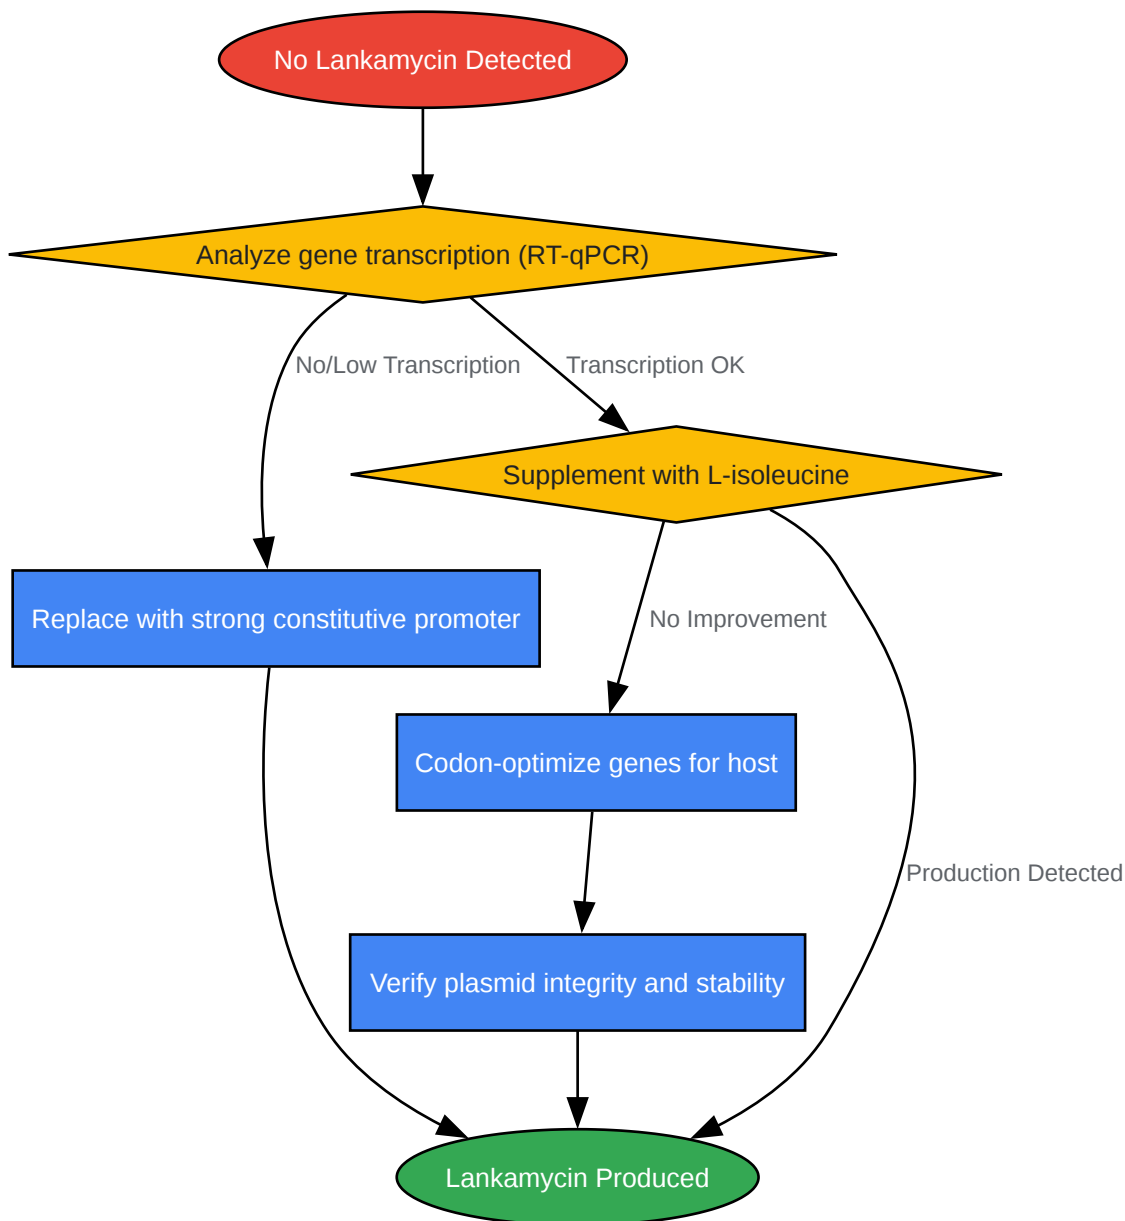 No Lankamycin Detected
Analyze gene transcription (RT-qPCR)
No/Low Transcription
Transcription OK
Supplement with L-isoleucine
Replace with strong constitutive promoter
No Improvement
Codon-optimize genes for host
Production Detected
Verify plasmid integrity and stability
Lankamycin Produced